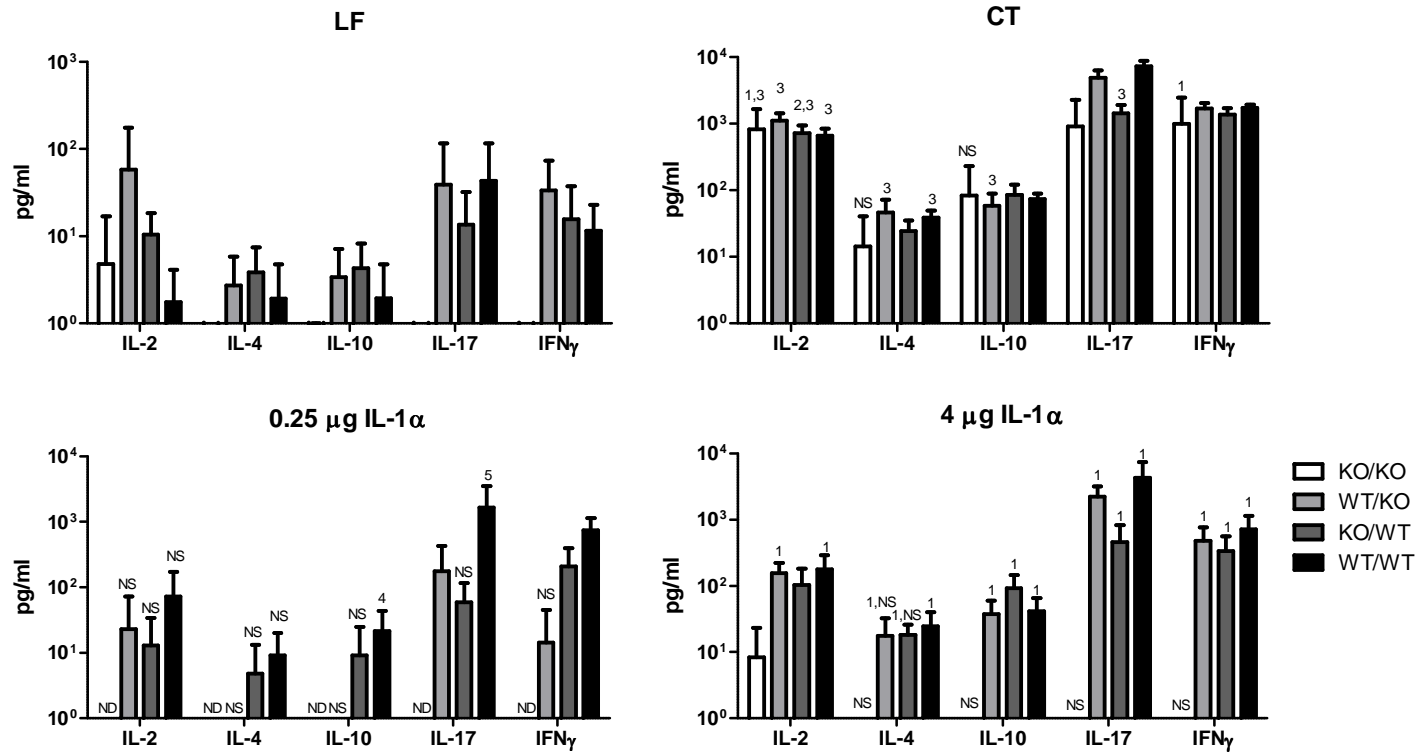 LF
pg/ml
10³
10²
10¹
10⁰
IL-2 IL-4 IL-10 IL-17 IFNγ
CT
pg/ml
10⁴
10³
10²
10¹
10⁰
1,3 3 2,3 3 NS 3 3 NS 3 3 1
IL-2 IL-4 IL-10 IL-17 IFNγ
0.25 μg IL-1α
pg/ml
10⁴
10³
10²
10¹
10⁰
ND NS NS NS ND NS NS NS ND NS NS 4 ND NS 5 ND NS
IL-2 IL-4 IL-10 IL-17 IFNγ
4 μg IL-1α
pg/ml
10⁴
10³
10²
10¹
10⁰
1 1 NS 1,NS 1,NS 1 NS 1 1 1 NS 1 1 1 NS 1 1 1
IL-2 IL-4 IL-10 IL-17 IFNγ
KO/KO
WT/KO
KO/WT
WT/WT